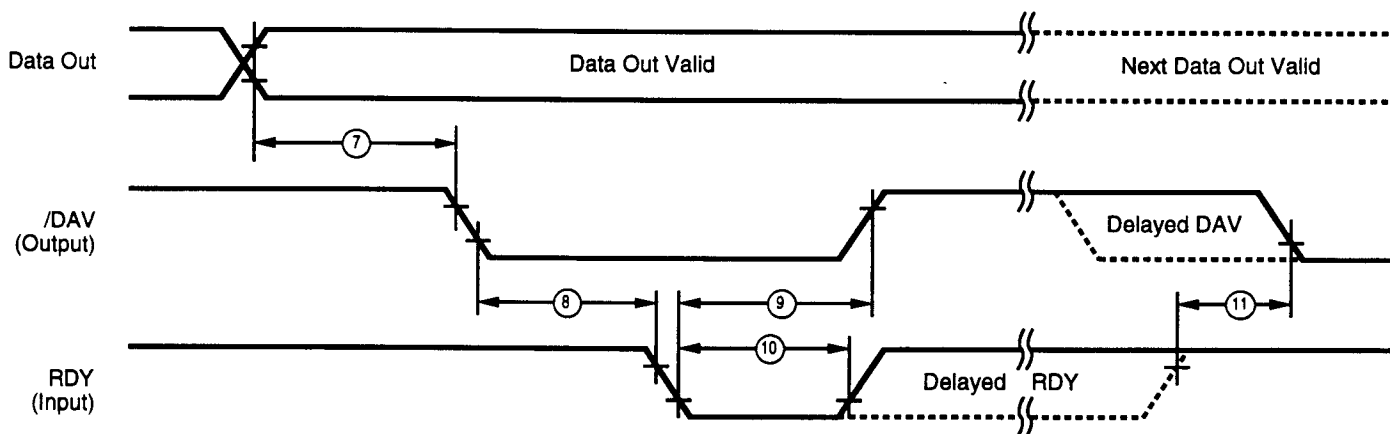 Data Out
Data Out Valid
Next Data Out Valid
7
/DAV
(Output)
Delayed DAV
8
9
11
10
RDY
(Input)
Delayed RDY